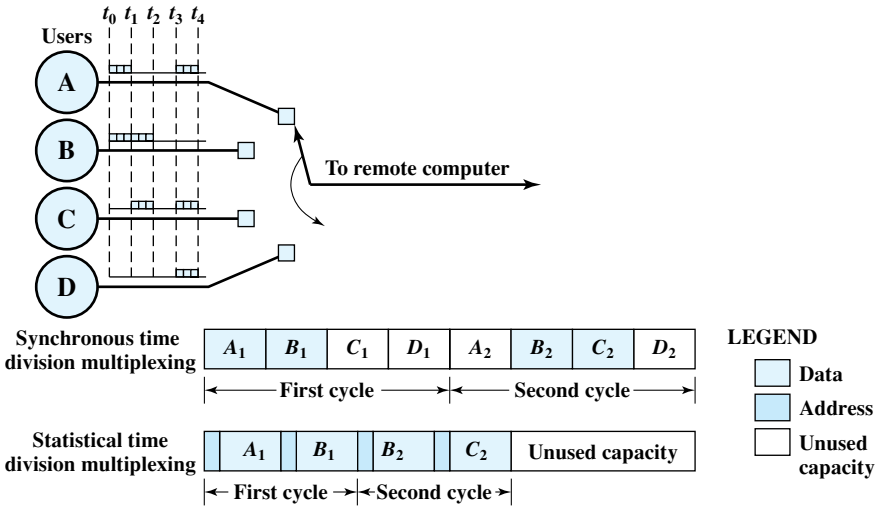 t0 t1 t2 t3 t4
Users
A
B
To remote computer
C
D
Synchronous time
division multiplexing
A1 B1 C1 D1 A2 B2 C2 D2
First cycle Second cycle
LEGEND
Data
Address
Unused
capacity
Statistical time
division multiplexing
A1 B1 B2 C2 Unused capacity
First cycle Second cycle